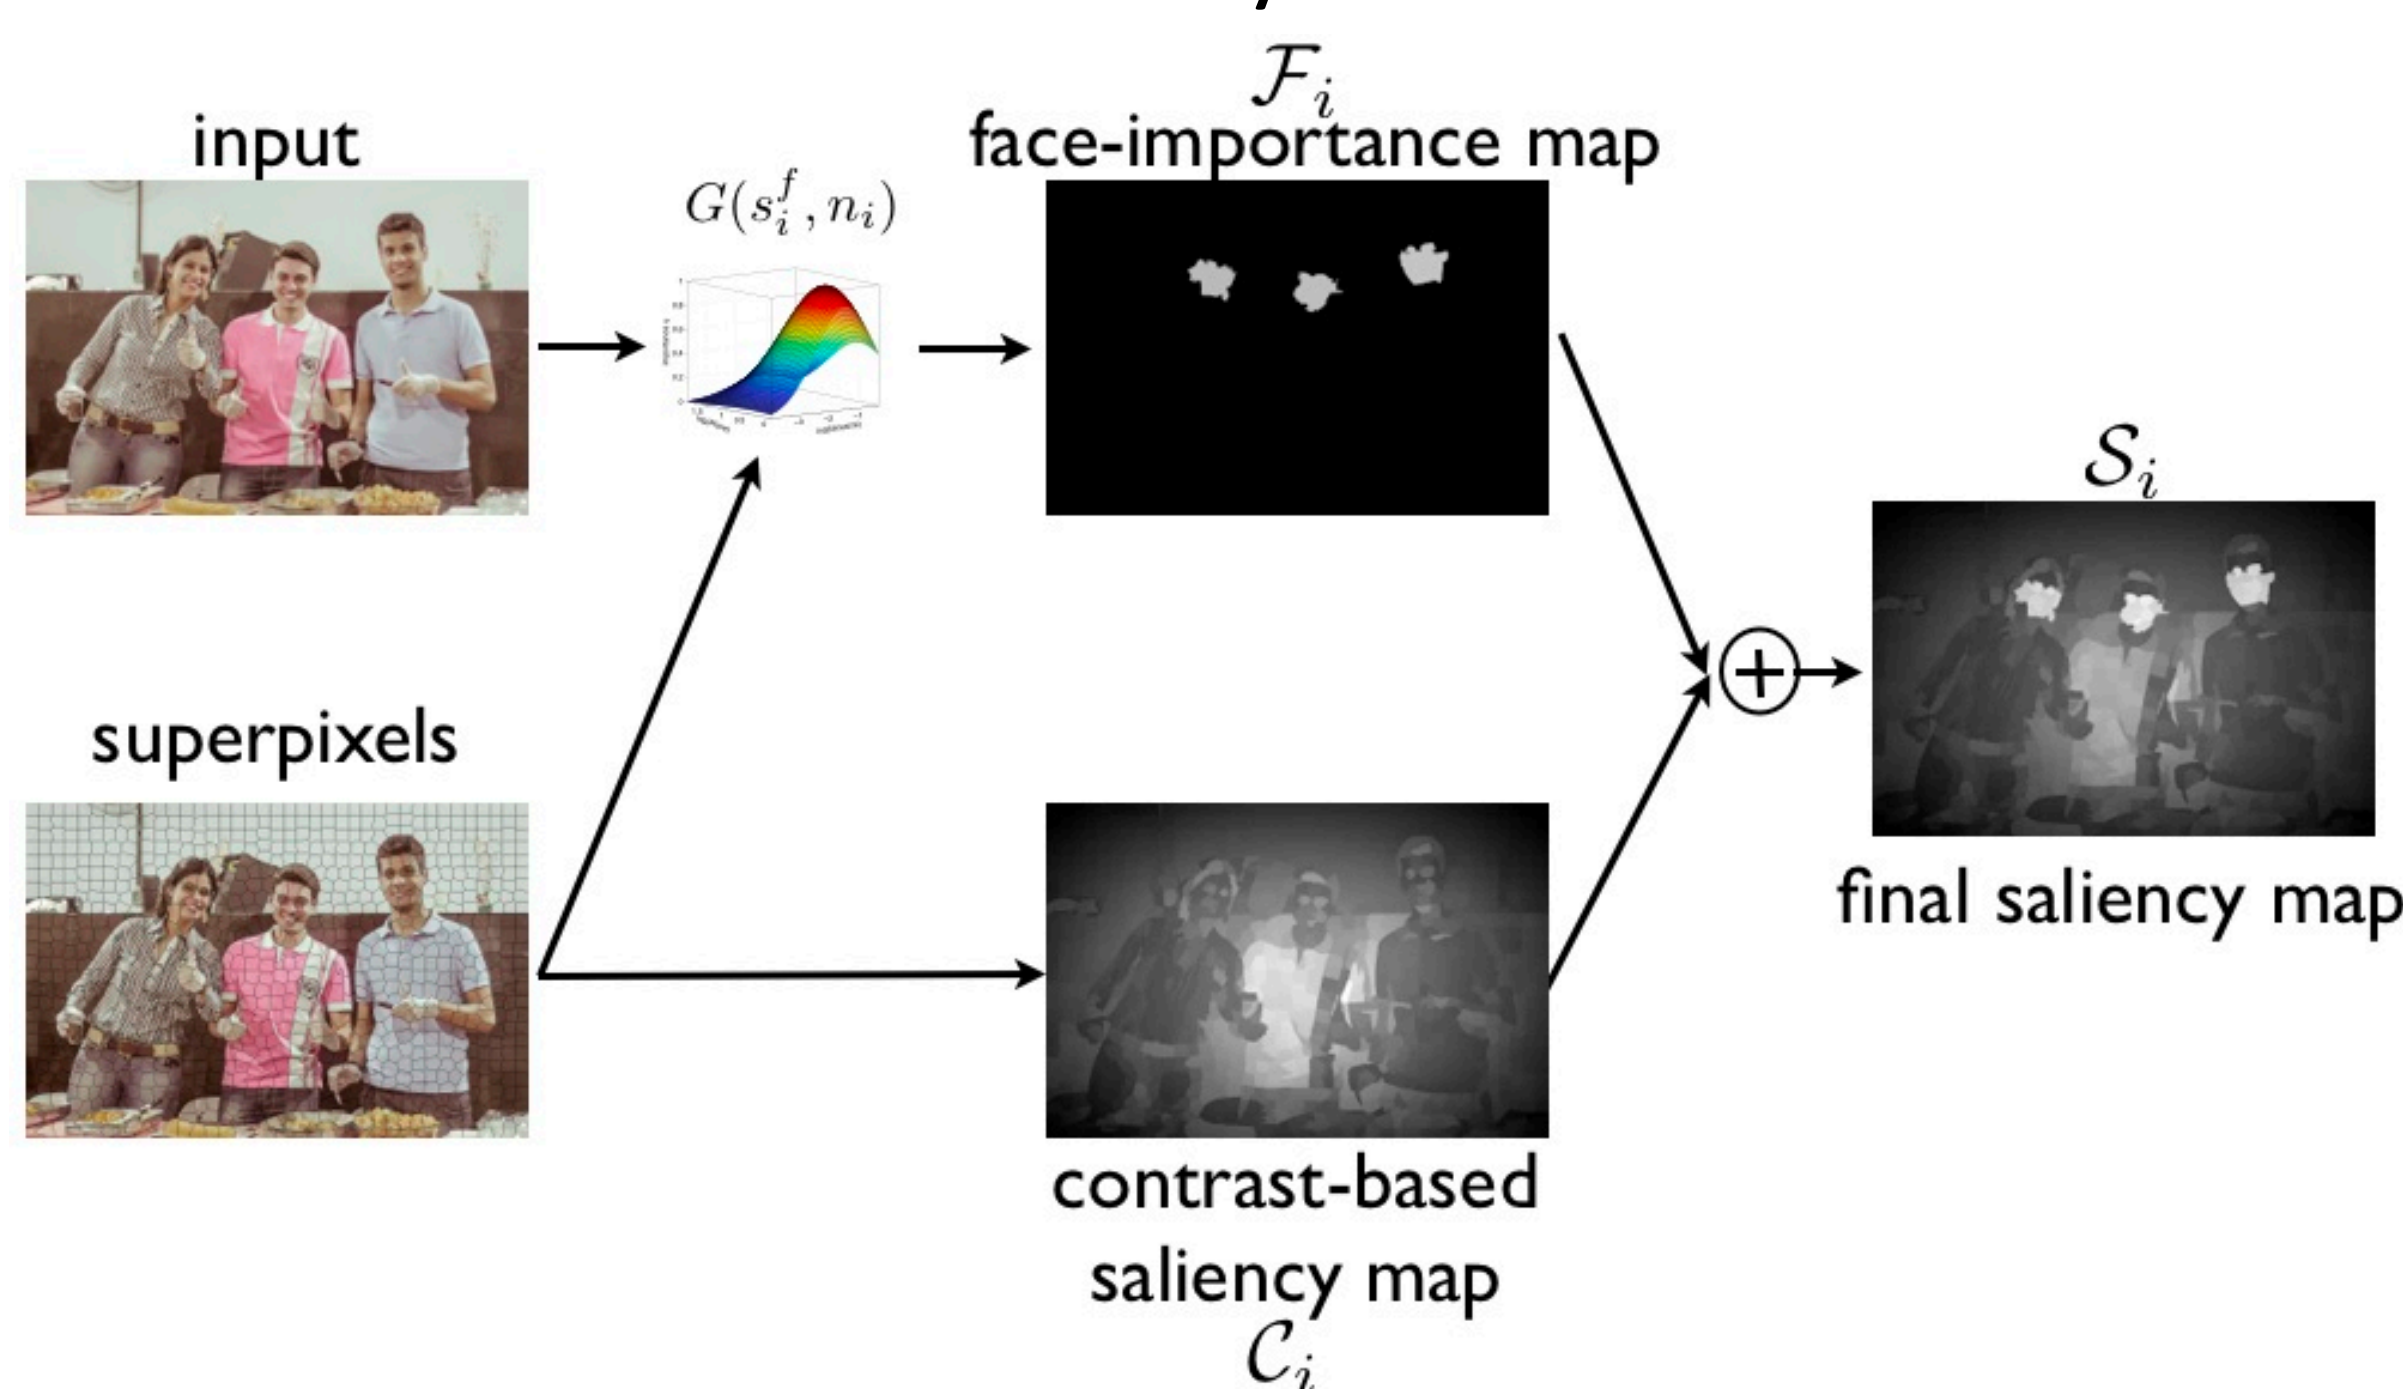 input
G(s_i^f, n_i)
F_i
face-importance map
superpixels
contrast-based
saliency map
C_i
S_i
final saliency map